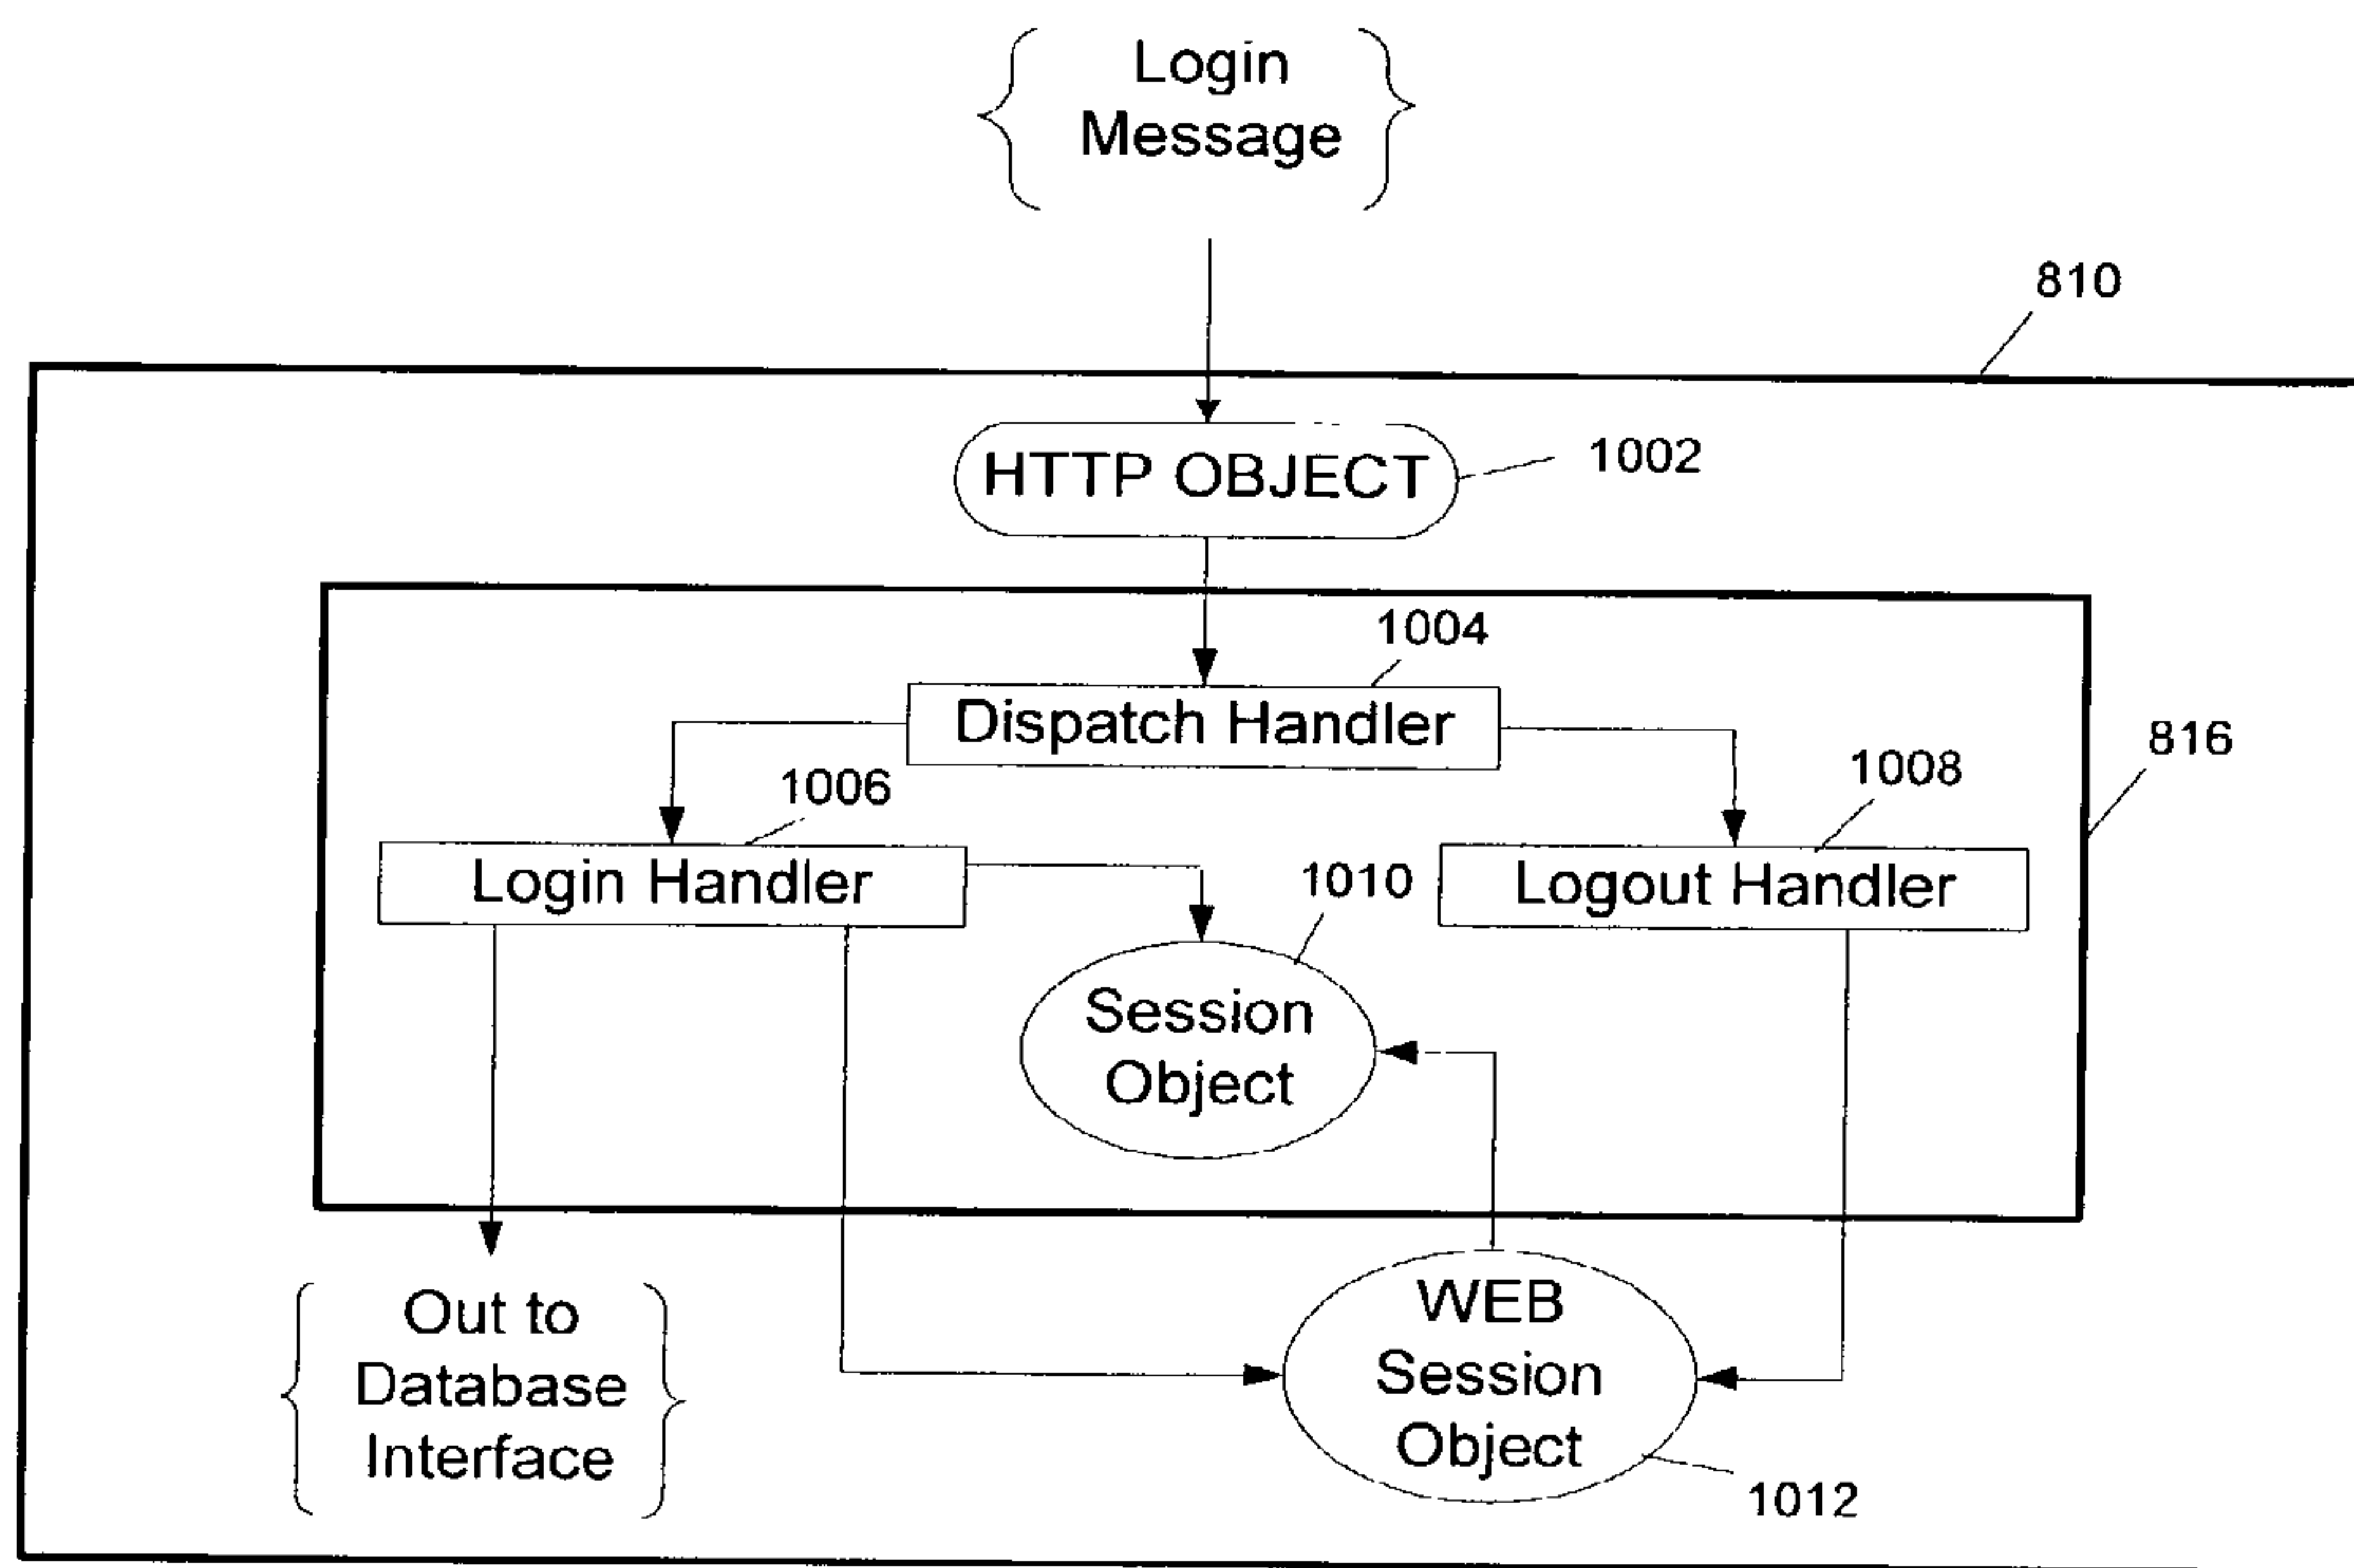 Login
Message
810
HTTP OBJECT
1002
1004
Dispatch Handler
816
1006
1008
Login Handler
Logout Handler
1010
Session
Object
Out to
Database
Interface
WEB
Session
Object
1012